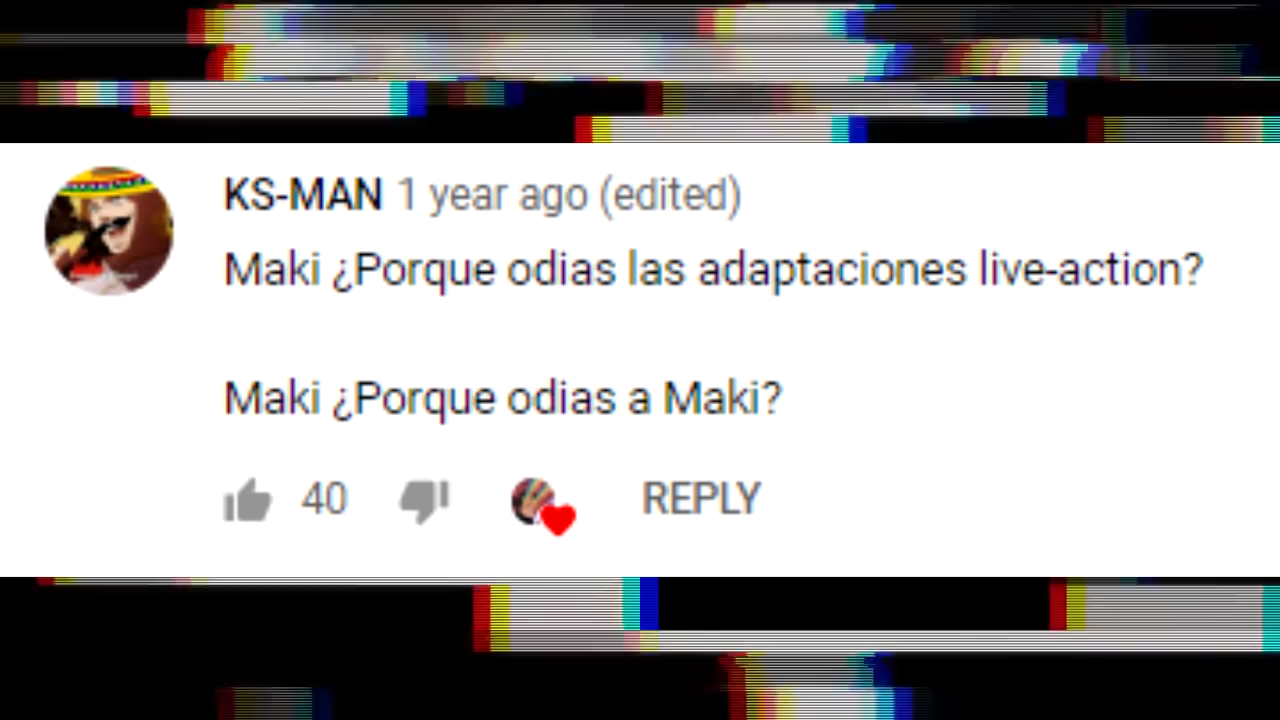 KS-MAN 1 year ago (edited)
Maki ¿Porque odias las adaptaciones live-action?
Maki ¿Porque odias a Maki?
40 REPLY